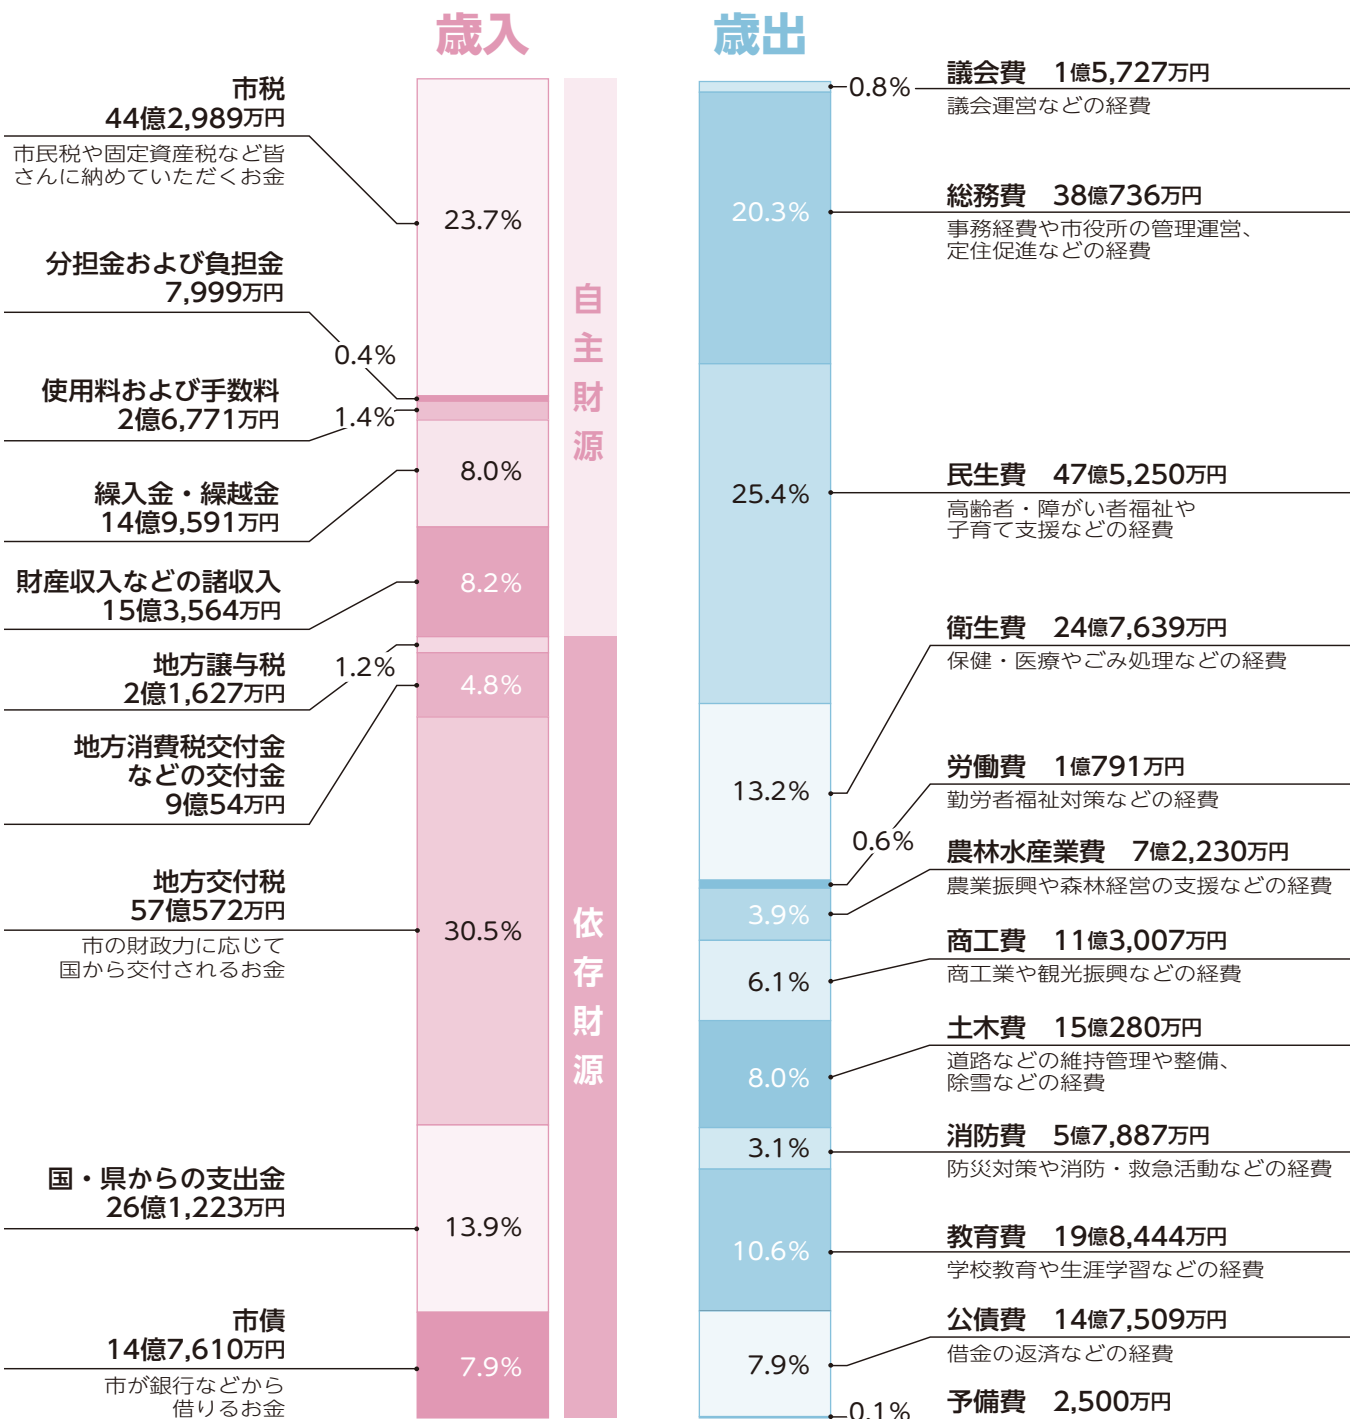 歳入
市税
44億2,989万円
市民税や固定資産税など皆
さんに納めていただくお金
23.7%
分担金および負担金
7,999万円
0.4%
使用料および手数料
2億6,771万円
1.4%
繰入金・繰越金
14億9,591万円
8.0%
財産収入などの諸収入
15億3,564万円
8.2%
自主財源
地方譲与税
2億1,627万円
1.2%
地方消費税交付金
などの交付金
9億54万円
4.8%
地方交付税
57億572万円
市の財政力に応じて
国から交付されるお金
30.5%
国・県からの支出金
26億1,223万円
13.9%
市債
14億7,610万円
市が銀行などから
借りるお金
7.9%
依存財源
歳出
0.8%
議会費 1億5,727万円
議会運営などの経費
20.3%
総務費 38億736万円
事務経費や市役所の管理運営、
定住促進などの経費
25.4%
民生費 47億5,250万円
高齢者・障がい者福祉や
子育て支援などの経費
13.2%
衛生費 24億7,639万円
保健・医療やごみ処理などの経費
0.6%
労働費 1億791万円
勤労者福祉対策などの経費
3.9%
農林水産業費 7億2,230万円
農業振興や森林経営の支援などの経費
6.1%
商工費 11億3,007万円
商工業や観光振興などの経費
8.0%
土木費 15億280万円
道路などの維持管理や整備、
除雪などの経費
3.1%
消防費 5億7,887万円
防災対策や消防・救急活動などの経費
10.6%
教育費 19億8,444万円
学校教育や生涯学習などの経費
7.9%
公債費 14億7,509万円
借金の返済などの経費
0.1%
予備費 2,500万円